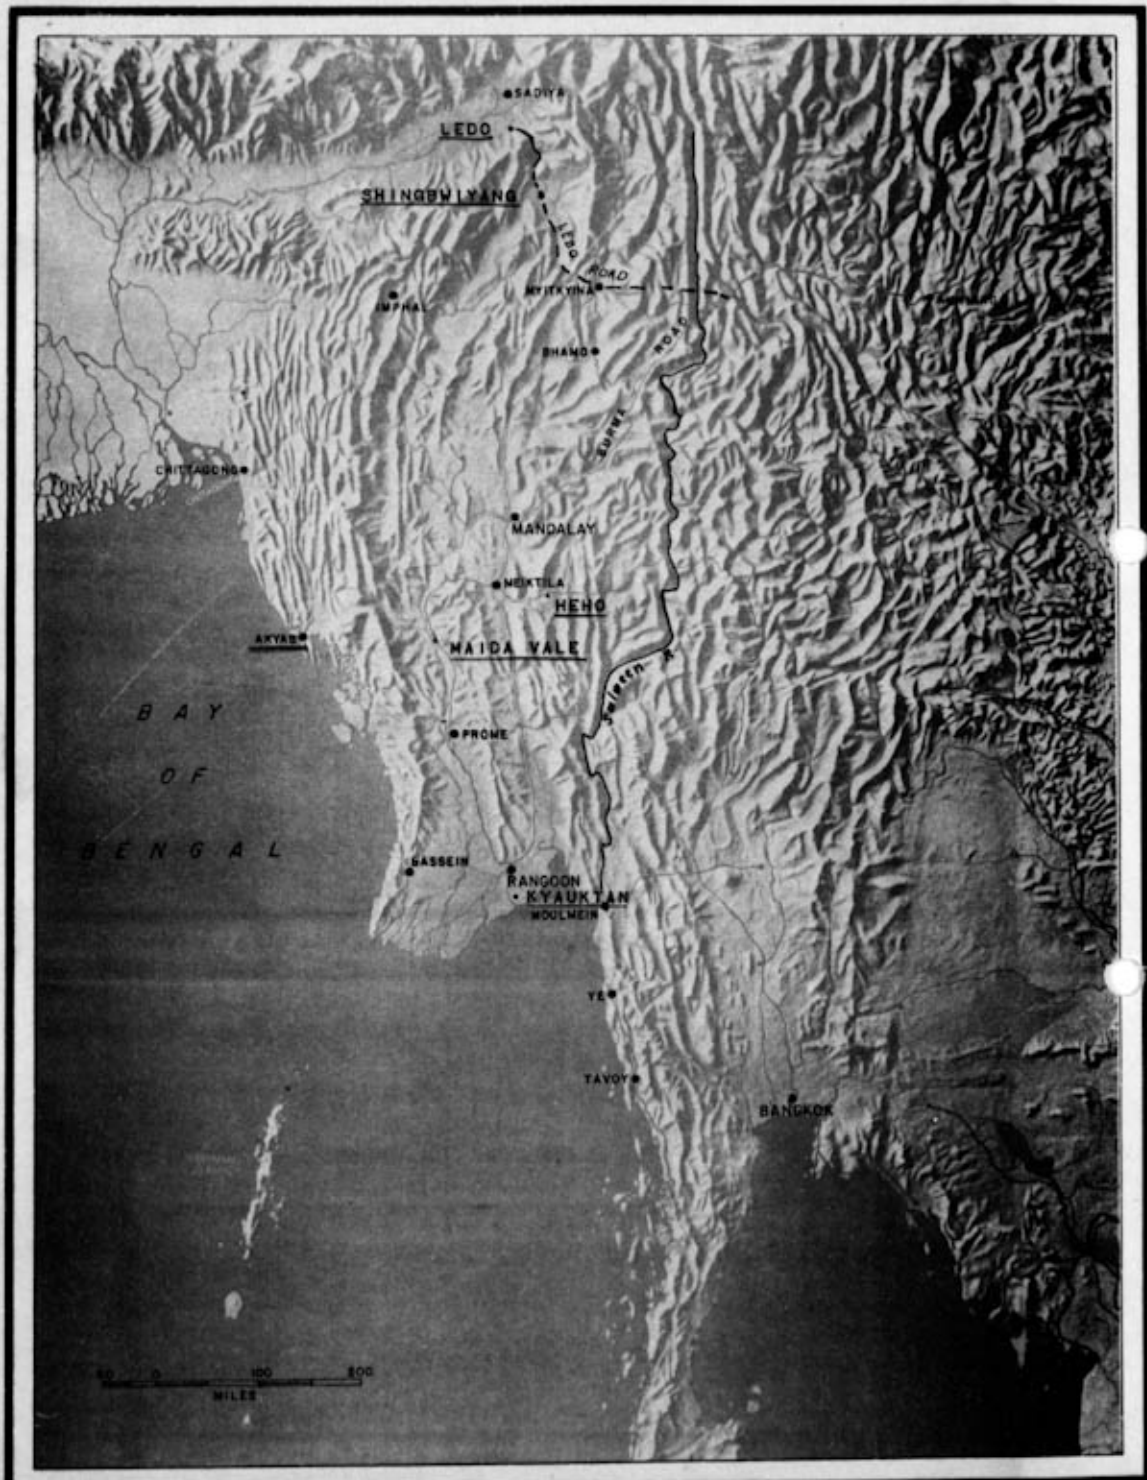 SADIYA
LEDO
SHINGBWIYANG
LEDO ROAD
MYITKYINA
IMPHAL
BHAMO
BURMA ROAD
CHITTAGONG
MANDALAY
MEIKTILA
HEHO
AKYAB
MAIDA VALE
Salween R.
BAY
OF
BENGAL
PROME
BASSEIN
RANGOON
KYAUKTAN
MOULMEIN
YE
TAVOY
BANGKOK
50 0 100 200
MILES